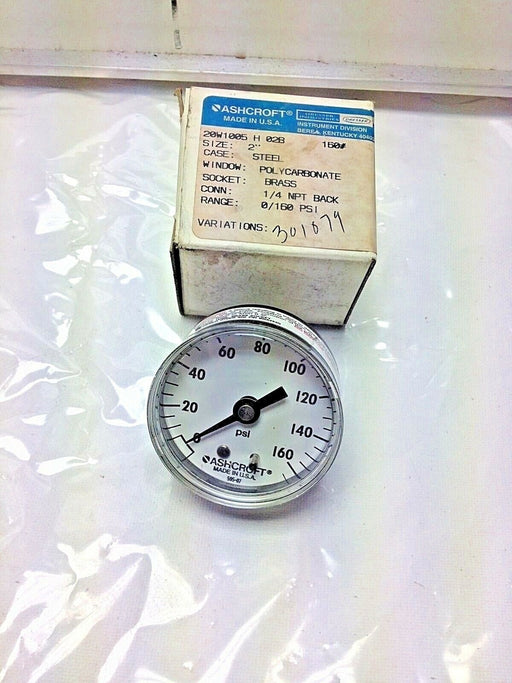 ASHCROFT®
MADE IN U.S.A.
INSTRUMENT DIVISION
BEREA, KENTUCKY
20W1005 H 02B 160#
SIZE: 2"
CASE: STEEL
WINDOW: POLYCARBONATE
SOCKET: BRASS
CONN: 1/4 NPT BACK
RANGE: 0/160 PSI
VARIATIONS: 301079
0
20
40
60
80
100
120
140
160
psi
ASHCROFT®
MADE IN U.S.A.